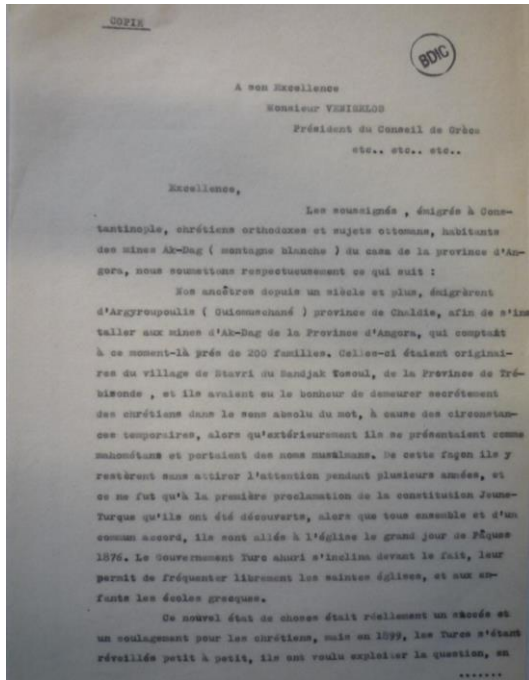 COPIE
BDIC
A son Excellence
Monsieur VENIZELOS
Président du Conseil de Grèce
etc.. etc.. etc..
Excellence,
Les soussignés , émigrés à Cons-
tantinople, chrétiens orthodoxes et sujets ottomans, habitants
des mines Ak-Dag ( montagne blanche ) du casa de la province d'An-
gora, nous soumettons respectueusement ce qui suit :
Nos ancêtres depuis un siècle et plus, émigrèrent
d'Argyroupoulis ( Guiomuschané ) province de Chaldie, afin de s'ins
taller aux mines d'Ak-Dag de la Province d'Angora, qui comptait
à ce moment-là prés de 200 familles. Celles-ci étaient originai-
res du village de Stavri du Sandjak Tosoul, de la Province de Tré-
bizonde , et ils avaient eu le bonheur de demeurer secrétement
des chrétiens dans le sens absolu du mot, à cause des circonstan-
ces temporaires, alors qu'extérieurement ils se présentaient comme
mahométans et portaient des noms musulmans. De cette façon ils y
restèrent sans attirer l'attention pendant plusieurs années, et
ce ne fut qu'à la première proclamation de la constitution Jeune-
Turque qu'ils ont été découverts, alors que tous ensemble et d'un
commun accord, ils sont allés à l'église le grand jour de Pâques
1876. Le Gouvernement Turc ahuri s'inclina devant le fait, leur
permit de fréquenter librement les saintes églises, et aux en-
fants les écoles grecques.
Ce nouvel état de choses était réellement un succés et
un soulagement pour les chrétiens, mais en 1899, les Turcs s'étant
réveillés petit à petit, ils ont voulu exploiter la question, en
.......